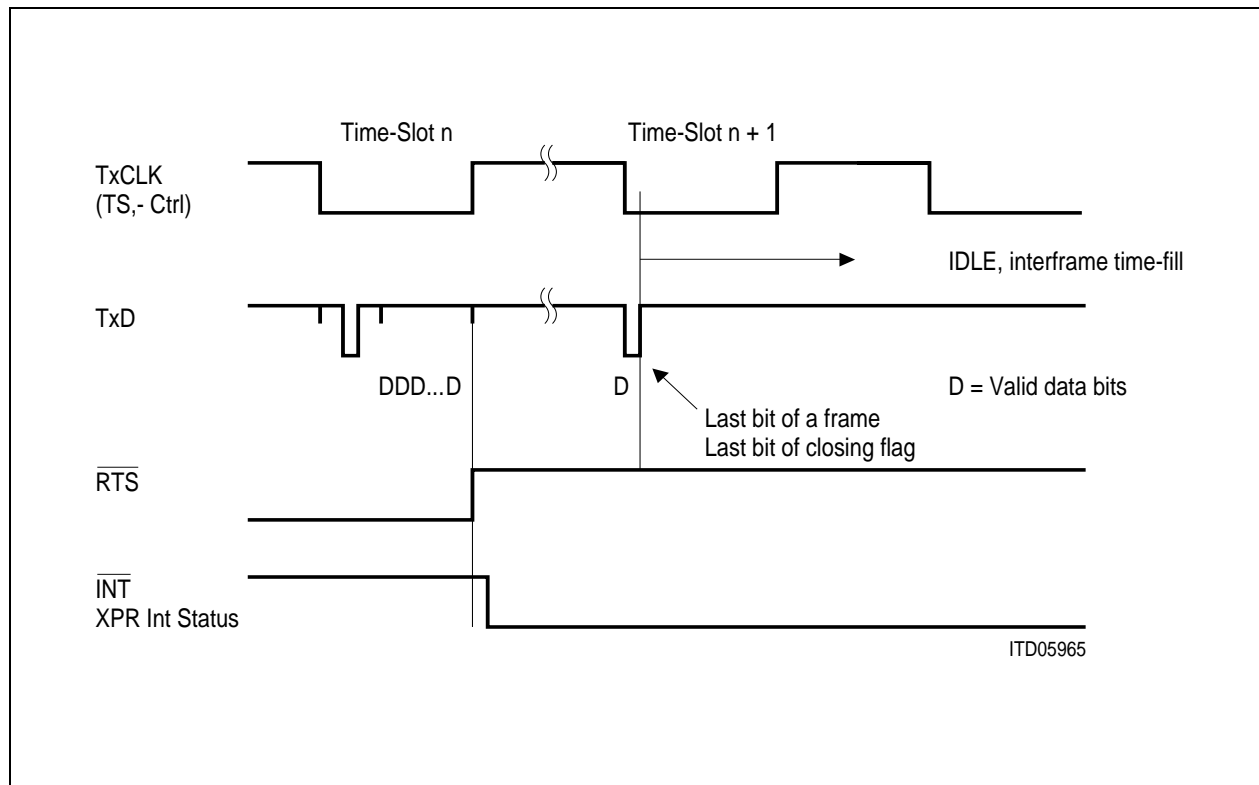 Time-Slot n
Time-Slot n + 1
TxCLK
(TS,- Ctrl)
IDLE, interframe time-fill
TxD
DDD...D
D
D = Valid data bits
Last bit of a frame
Last bit of closing flag
RTS
INT
XPR Int Status
ITD05965